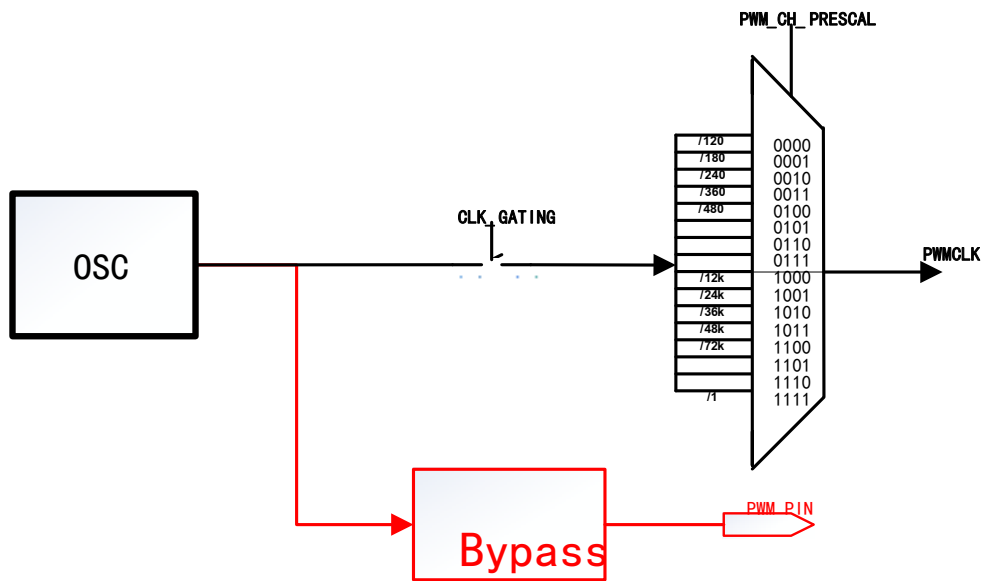 PWM_CH_PRESCAL
OSC
CLK_GATING
/120
/180
/240
/360
/480
/12k
/24k
/36k
/48k
/72k
/1
0000
0001
0010
0011
0100
0101
0110
0111
1000
1001
1010
1011
1100
1101
1110
1111
PWMCLK
Bypass
PWM_PIN